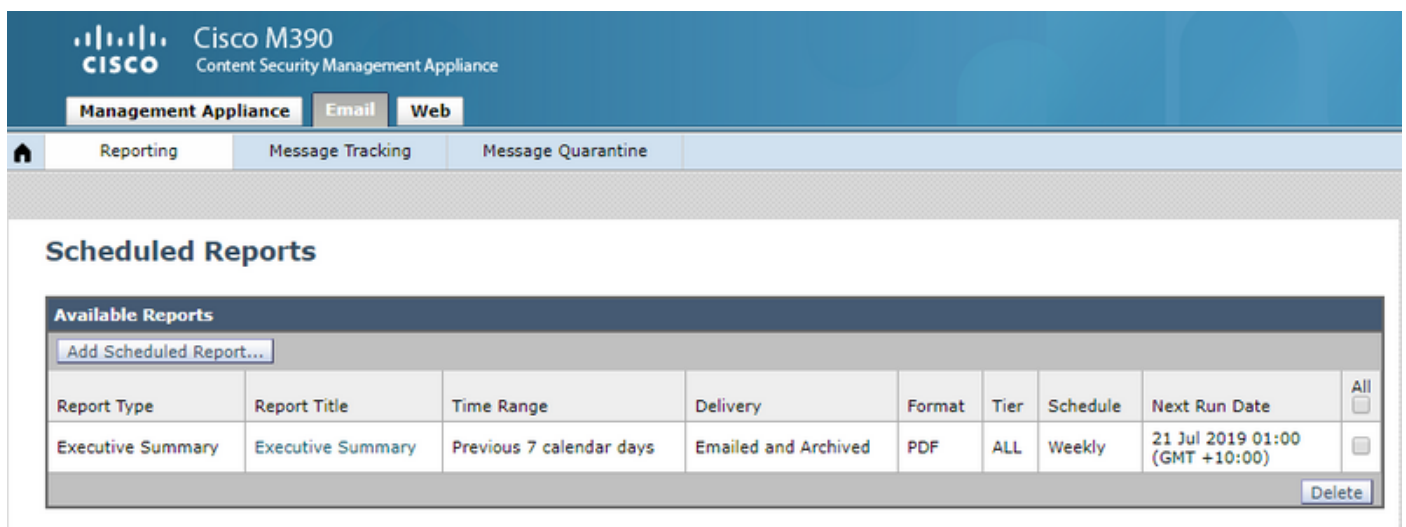 CISCO
Cisco M390
Content Security Management Appliance
Management Appliance Email Web
Reporting Message Tracking Message Quarantine
Scheduled Reports
Available Reports
Add Scheduled Report...
Report Type Report Title Time Range Delivery Format Tier Schedule Next Run Date All
Executive Summary Executive Summary Previous 7 calendar days Emailed and Archived PDF ALL Weekly 21 Jul 2019 01:00
(GMT +10:00)
Delete